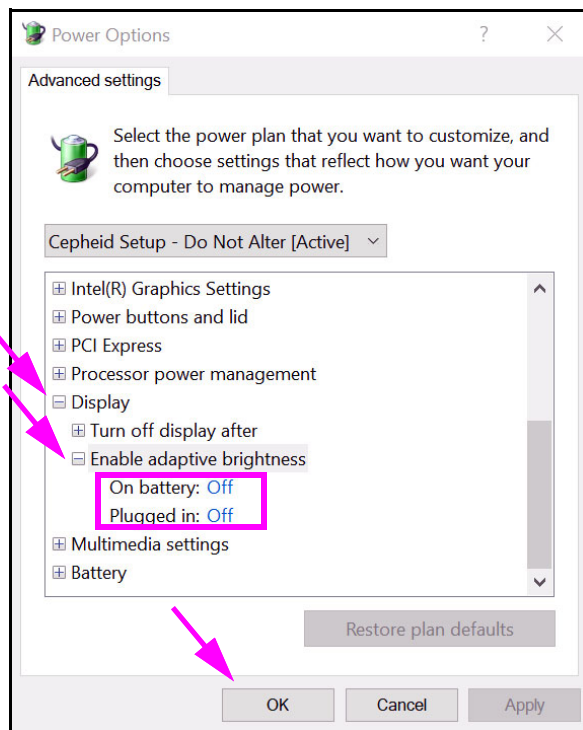 Power Options
Advanced settings
Select the power plan that you want to customize, and
then choose settings that reflect how you want your
computer to manage power.
Cepheid Setup - Do Not Alter [Active]
Intel(R) Graphics Settings
Power buttons and lid
PCI Express
Processor power management
Display
Turn off display after
Enable adaptive brightness
On battery: Off
Plugged in: Off
Multimedia settings
Battery
Restore plan defaults
OK Cancel Apply